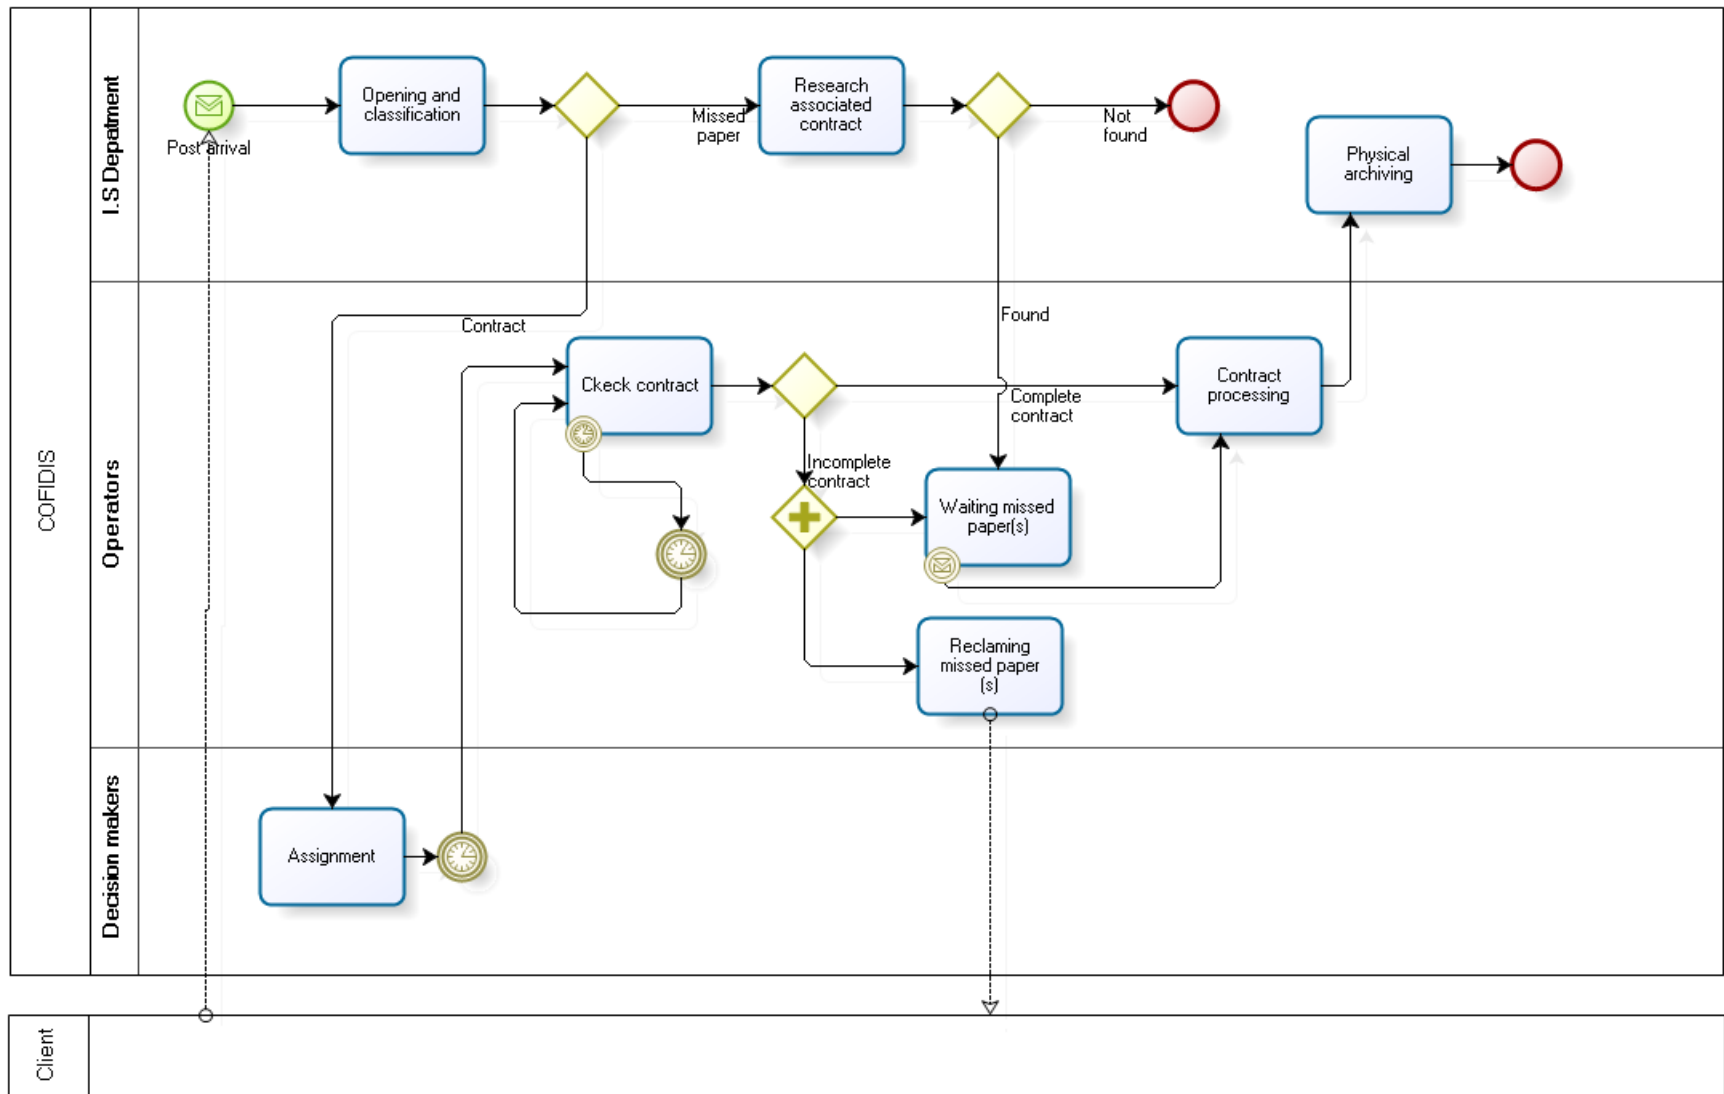 COFIDIS
I.S Depatment
Post arrival
Opening and
classification
Missed
paper
Research
associated
contract
Not
found
Physical
archiving
Operators
Contract
Found
Ckeck contract
Complete
contract
Contract
processing
Incomplete
contract
Waiting missed
paper(s)
Reclaming
missed paper
(s)
Decision makers
Assignment
Client